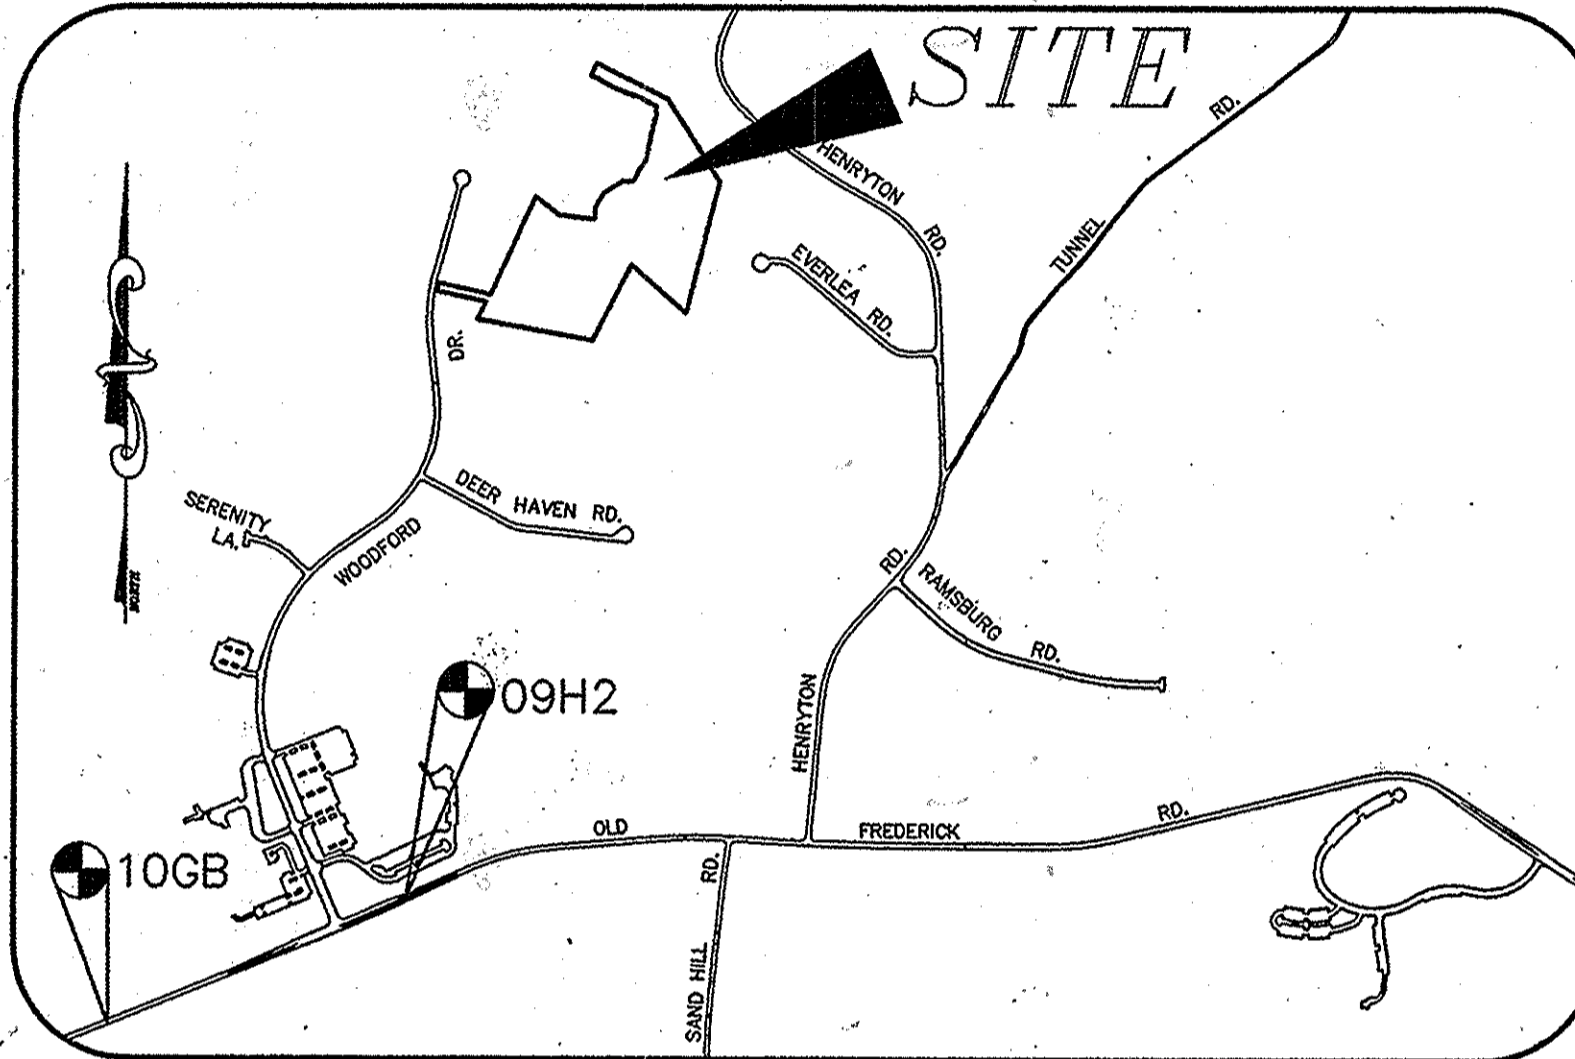 SITE
RD.
HENRYTON
RD.
TUNNEL
EVERLEA RD.
DR.
DEER HAVEN RD.
SERENITY
LA.
WOODFORD
NORTH
RD.
RAMSBURG RD.
09H2
HENRYTON
OLD FREDERICK RD.
10GB
RD.
SAND HILL